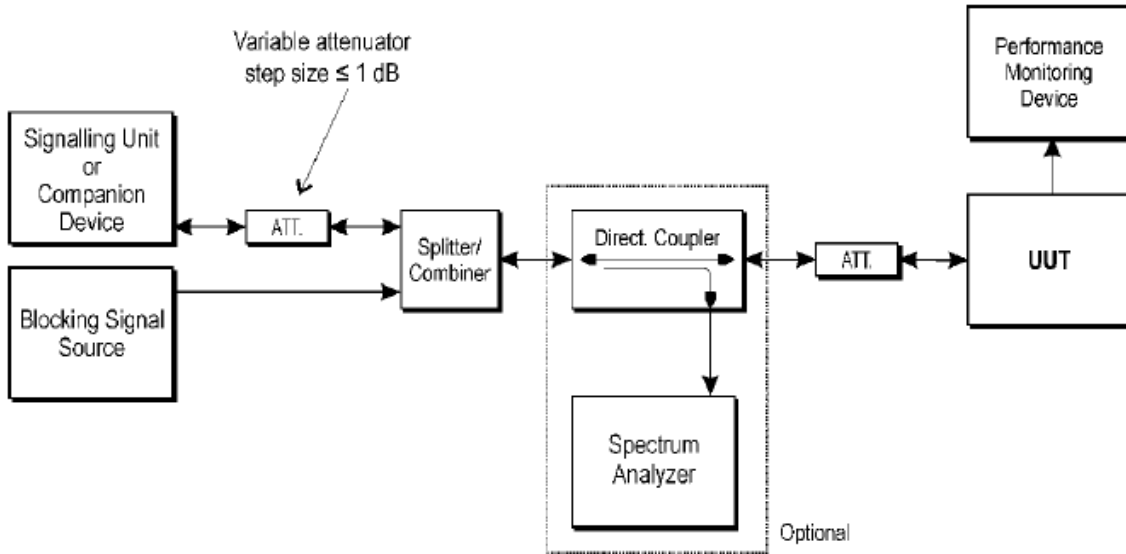 Variable attenuator
step size ≤ 1 dB
Performance
Monitoring
Device
Signalling Unit
or
Companion
Device
ATT.
Splitter/
Combiner
Direct. Coupler
ATT.
UUT
Blocking Signal
Source
Spectrum
Analyzer
Optional